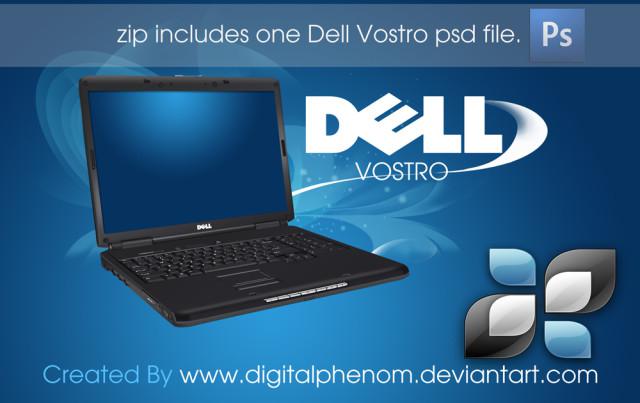 zip includes one Dell Vostro psd file. Ps
DELL
VOSTRO
DELL
Created By www.digitalphenom.deviantart.com